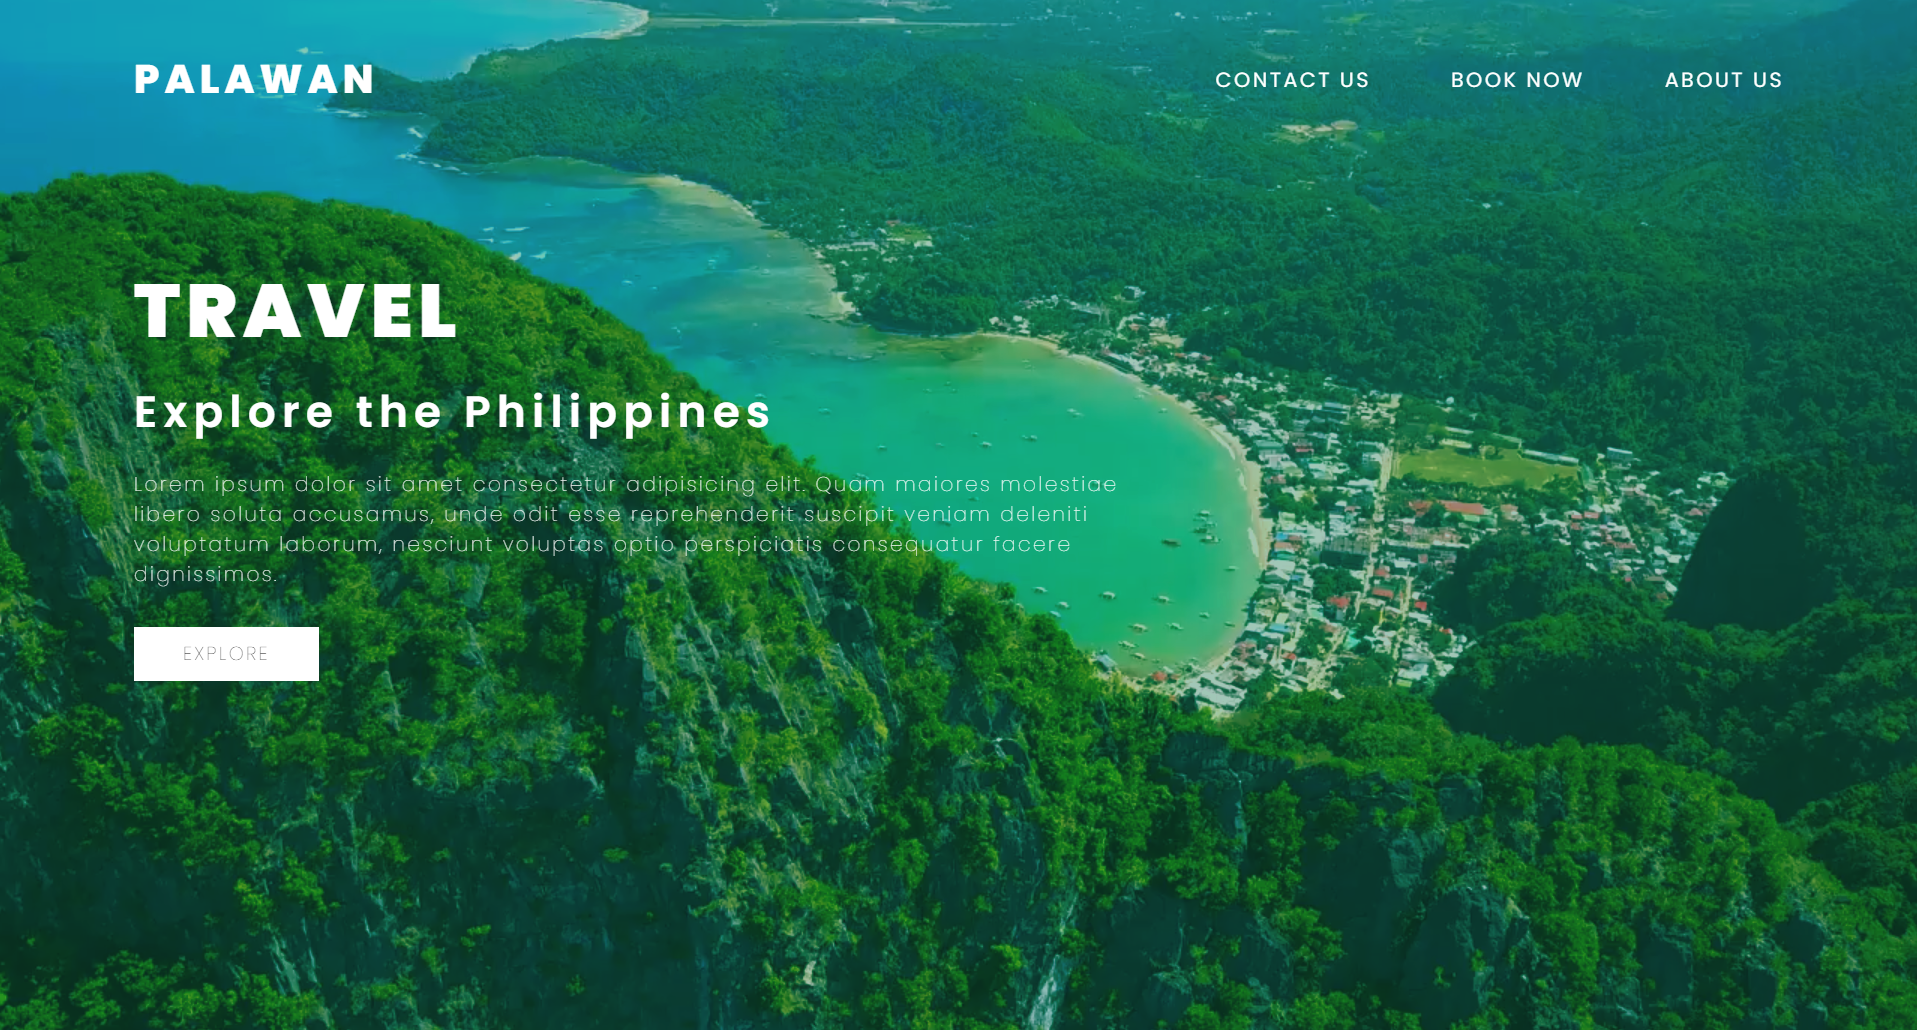 PALAWAN
CONTACT US
BOOK NOW
ABOUT US
TRAVEL
Explore the Philippines
Lorem ipsum dolor sit amet consectetur adipisicing elit. Quam maiores molestiae
libero soluta accusamus, unde odit esse reprehenderit suscipit veniam deleniti
voluptatum laborum, nesciunt voluptas optio perspiciatis consequatur facere
dignissimos.
EXPLORE